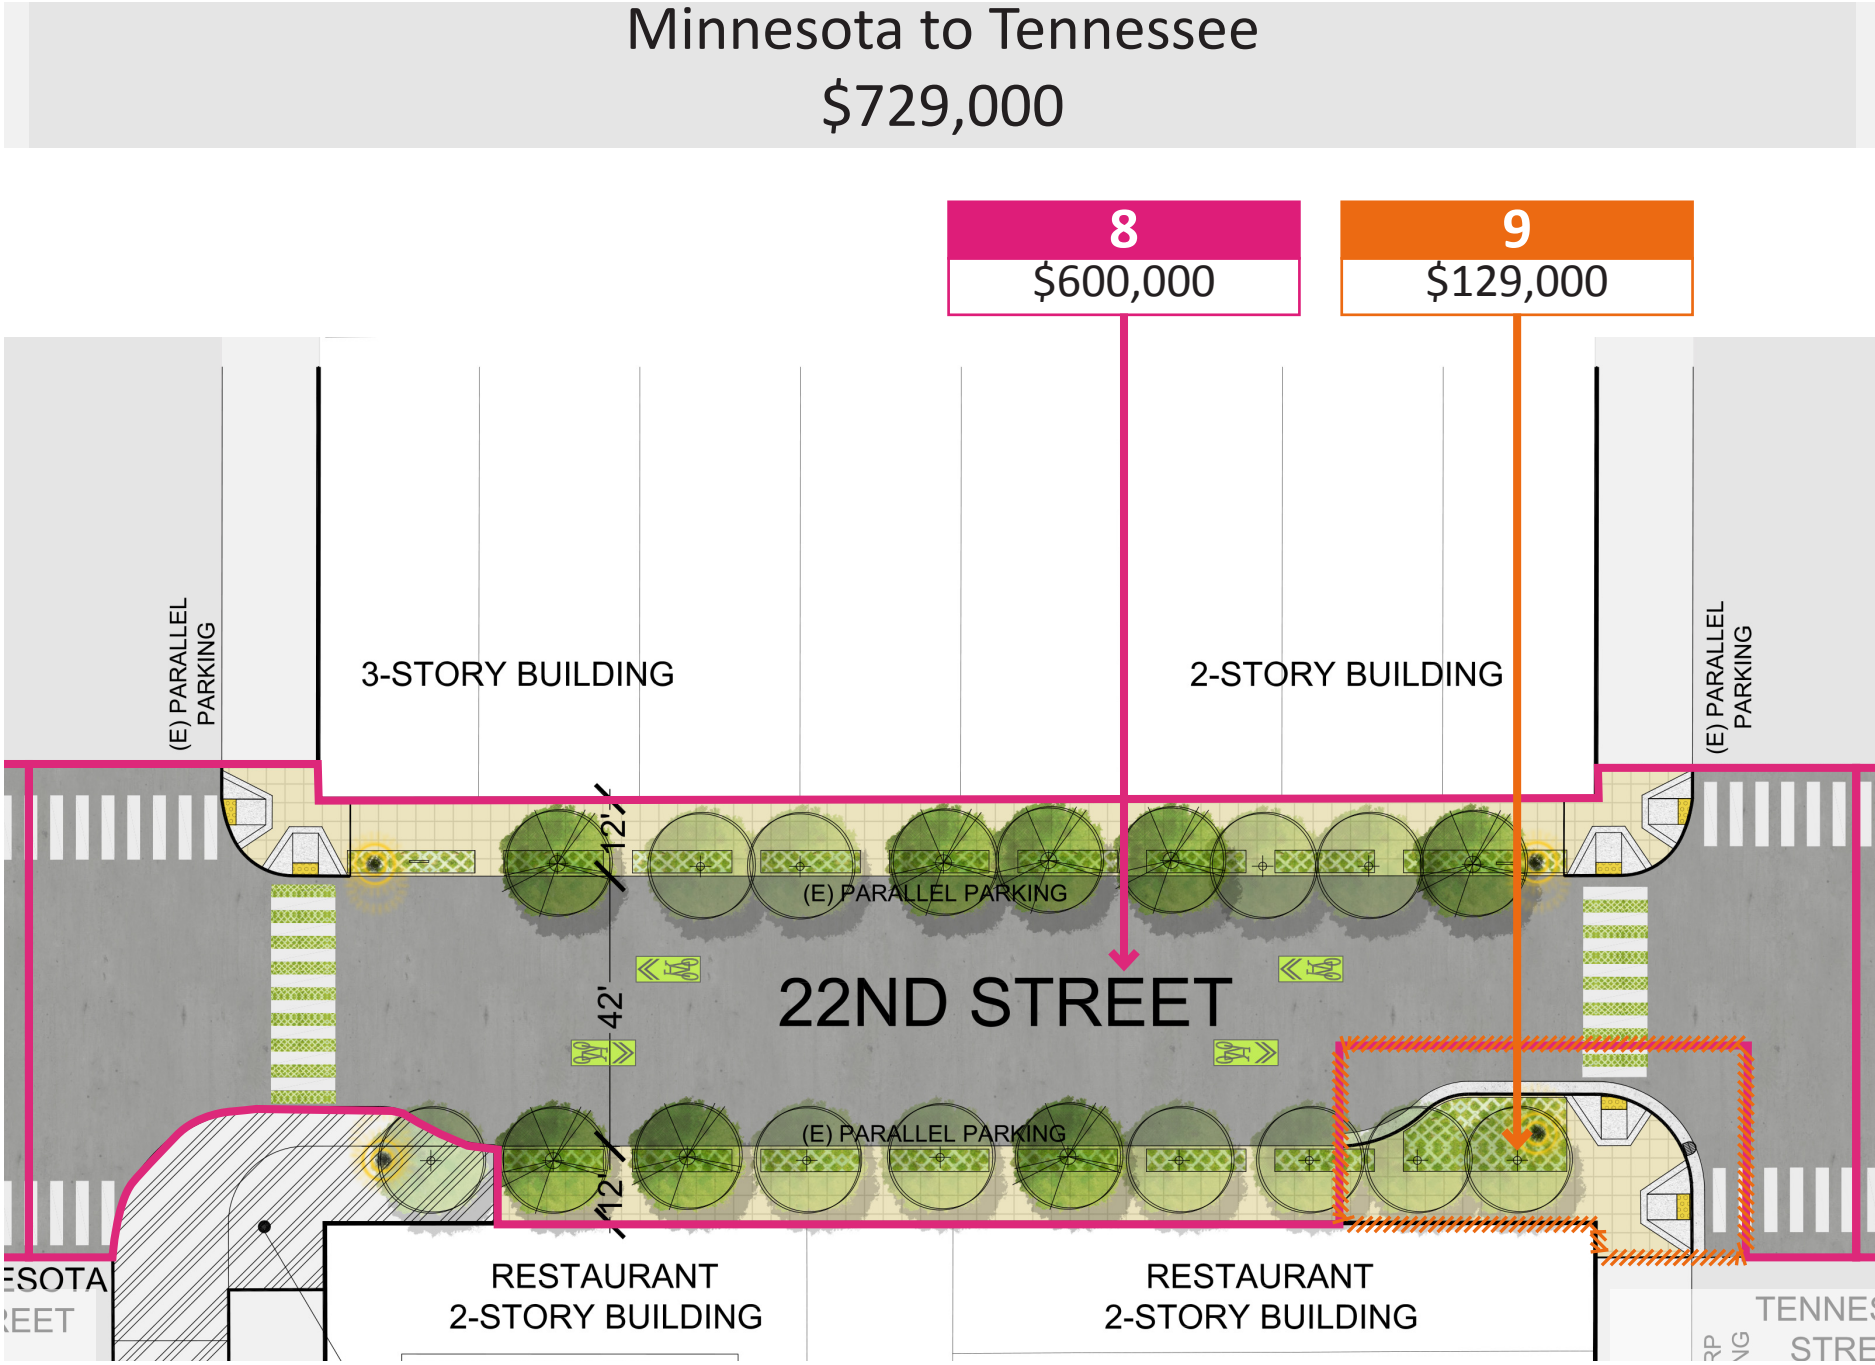 Minnesota to Tennessee
$729,000
8
$600,000
9
$129,000
(E) PARALLEL
PARKING
3-STORY BUILDING
2-STORY BUILDING
(E) PARALLEL
PARKING
12'
(E) PARALLEL PARKING
22ND STREET
42'
(E) PARALLEL PARKING
12'
ESOTA
REET
RESTAURANT
2-STORY BUILDING
RESTAURANT
2-STORY BUILDING
TENNES
STRE
RP
NG